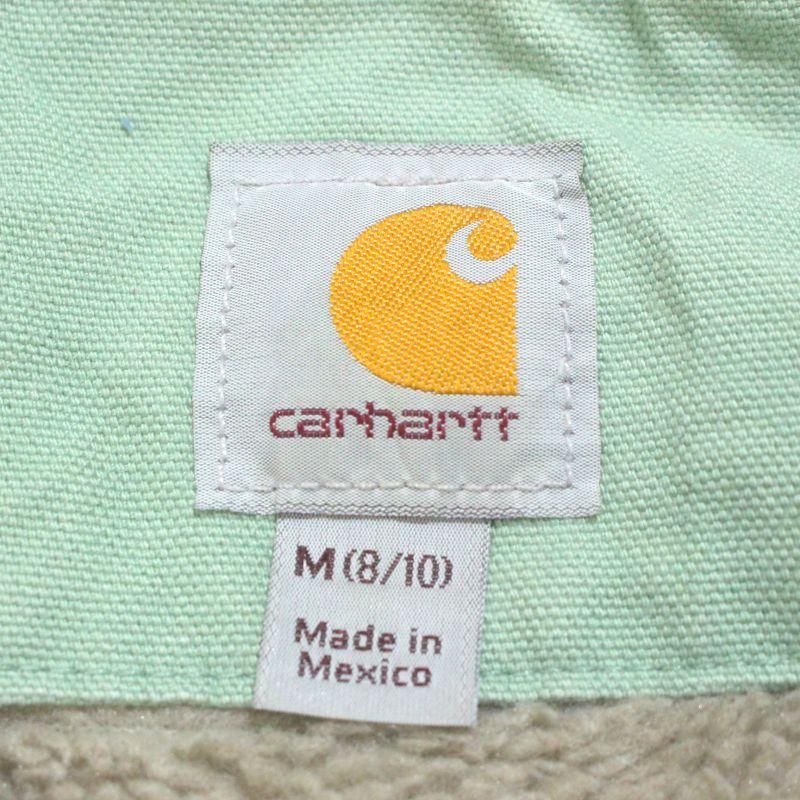 carhartt
M (8/10)
Made in
Mexico